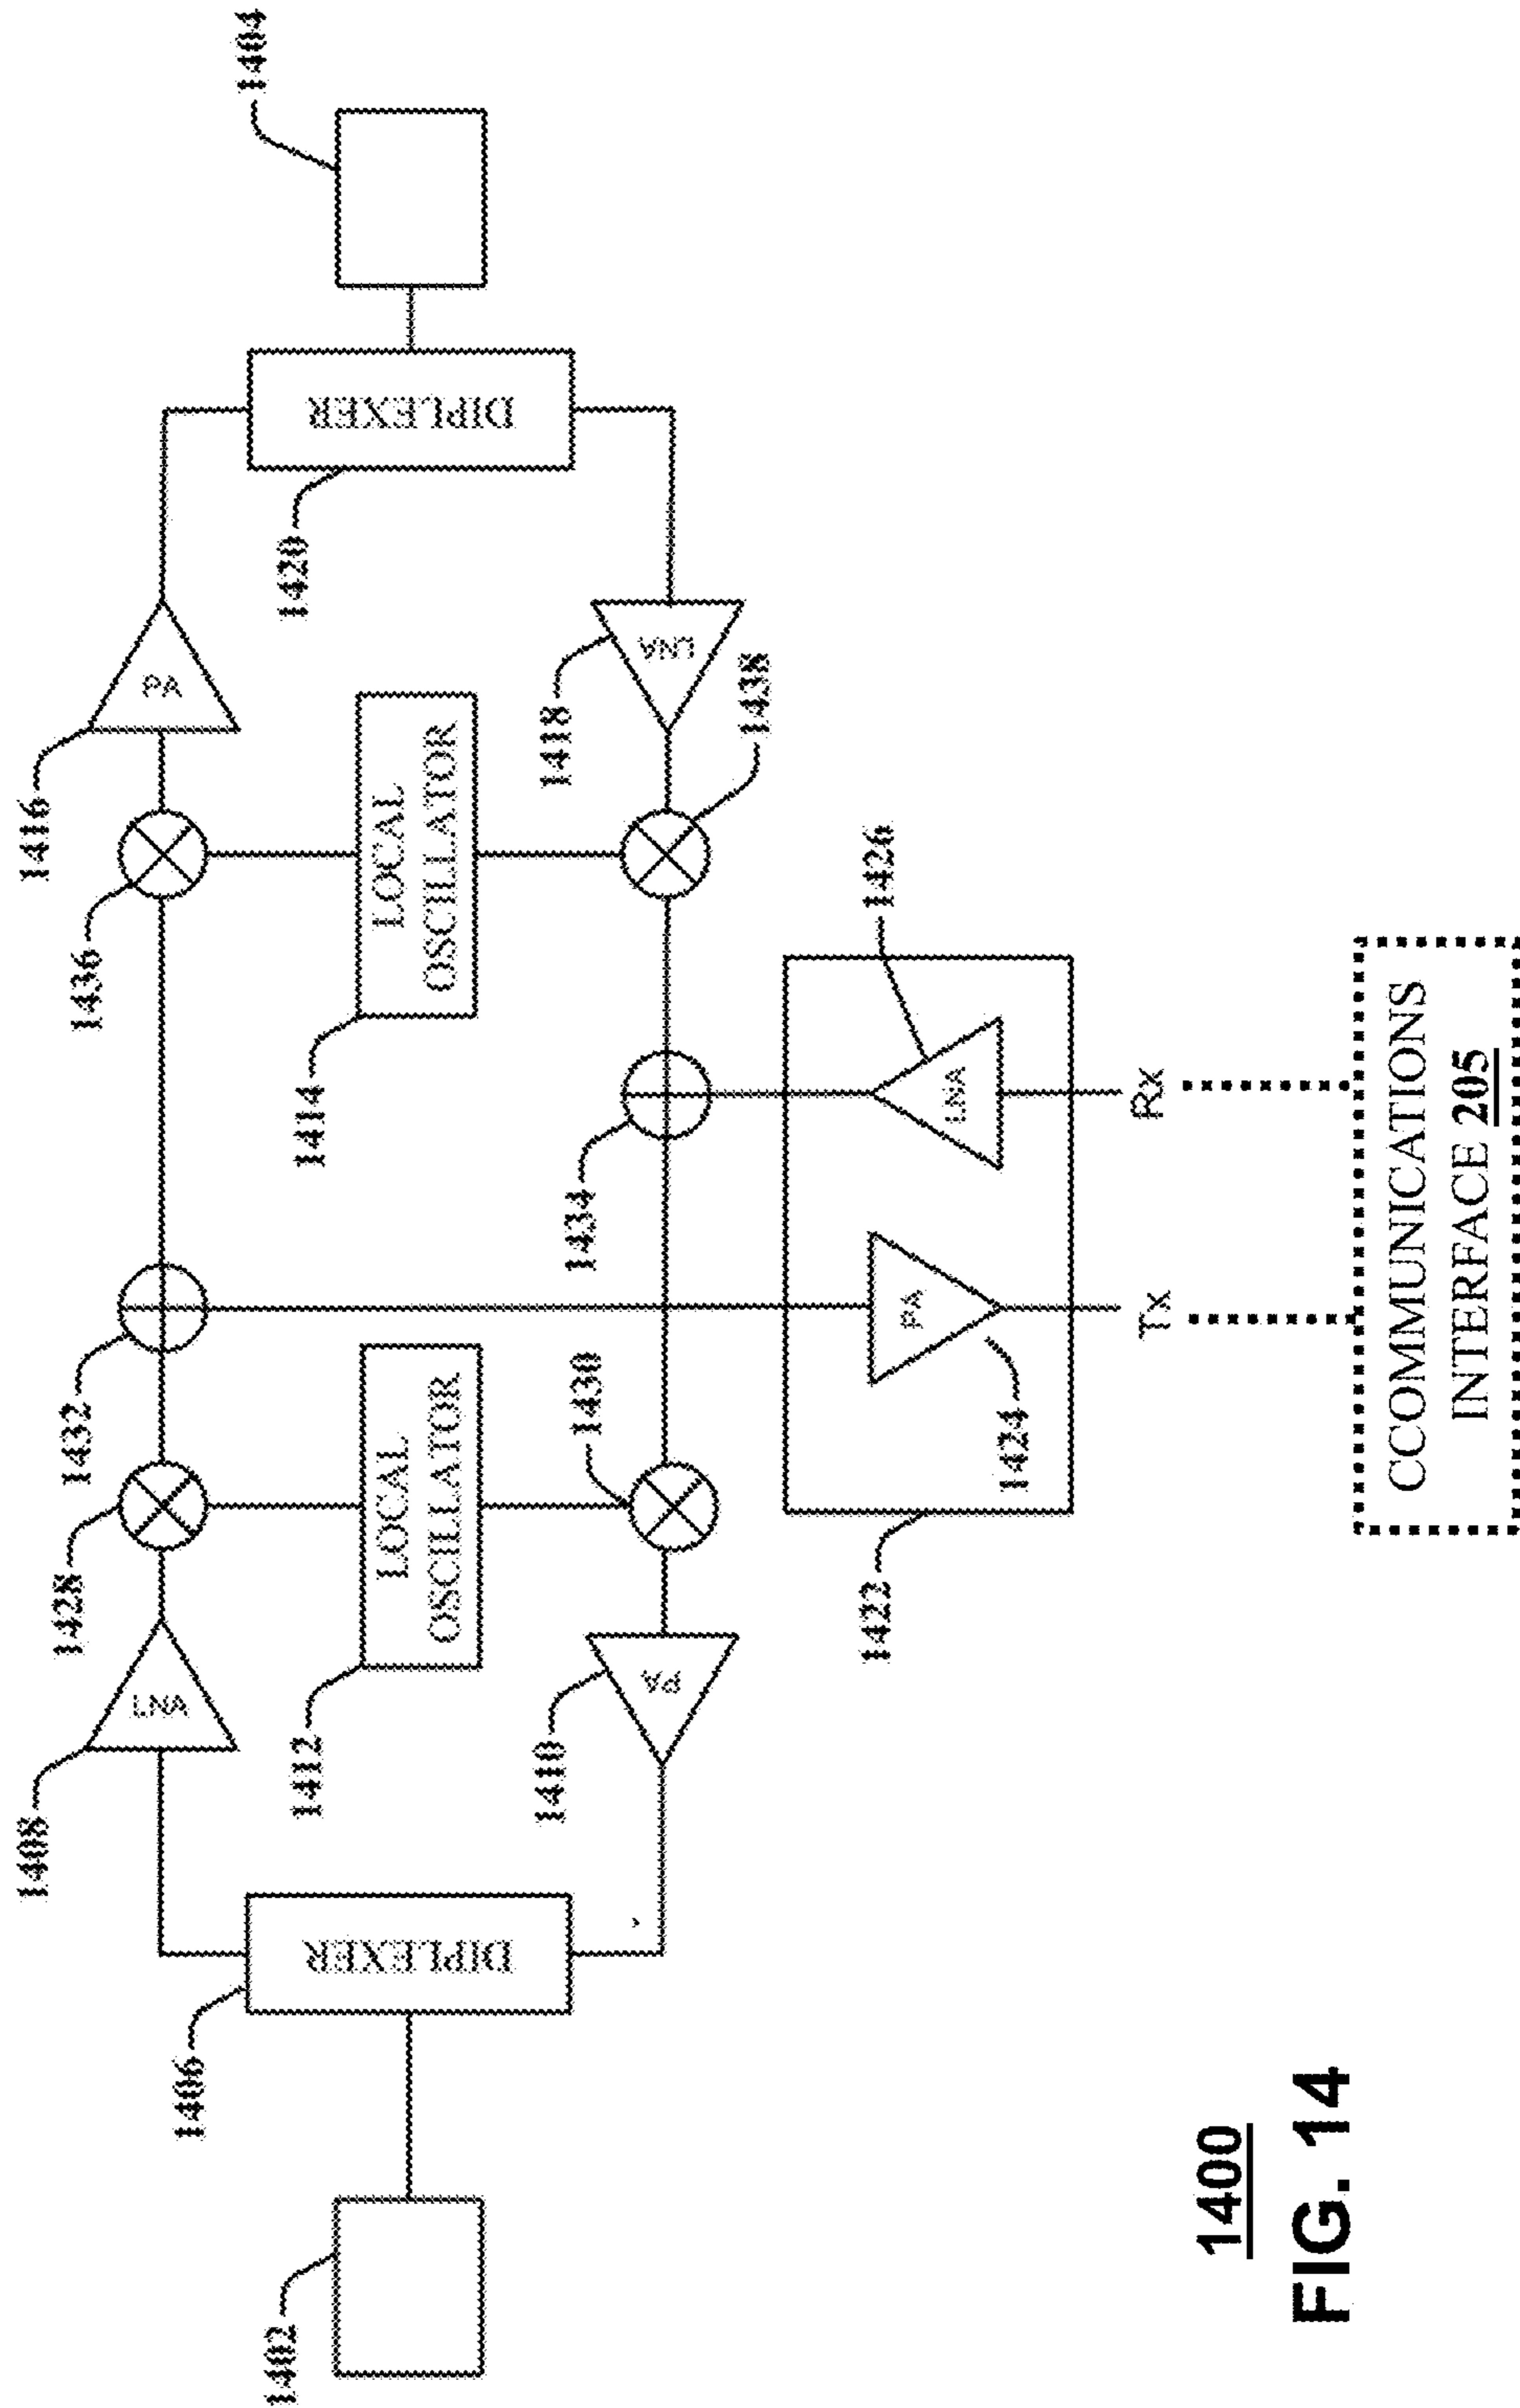 1404
1416
PA
1436
DIPLEXER
1420
LOCAL
OSCILLATOR
1414
LNA
1418
1438
1432
1434
1426
LNA
Rx
1428
LOCAL
OSCILLATOR
1412
1430
PA
1424
Tx
1422
CCOMMUNICATIONS
INTERFACE 205
1408
LNA
PA
1410
DIPLEXER
1406
1402
1400
FIG. 14